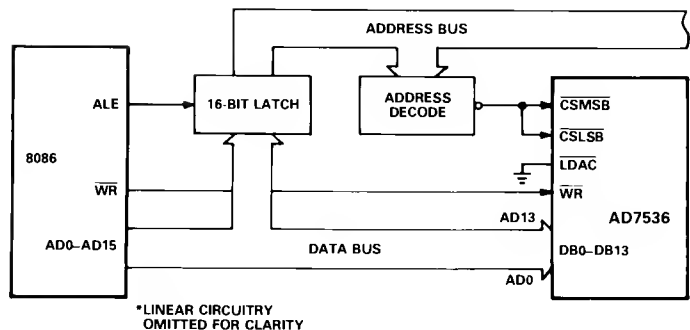 ADDRESS BUS
ALE
16-BIT LATCH
ADDRESS
DECODE
CSMSB
CSLSB
8086
LDAC
WR
WR
AD13
AD7536
AD0–AD15
DATA BUS
DB0–DB13
AD0
*LINEAR CIRCUITRY
OMITTED FOR CLARITY